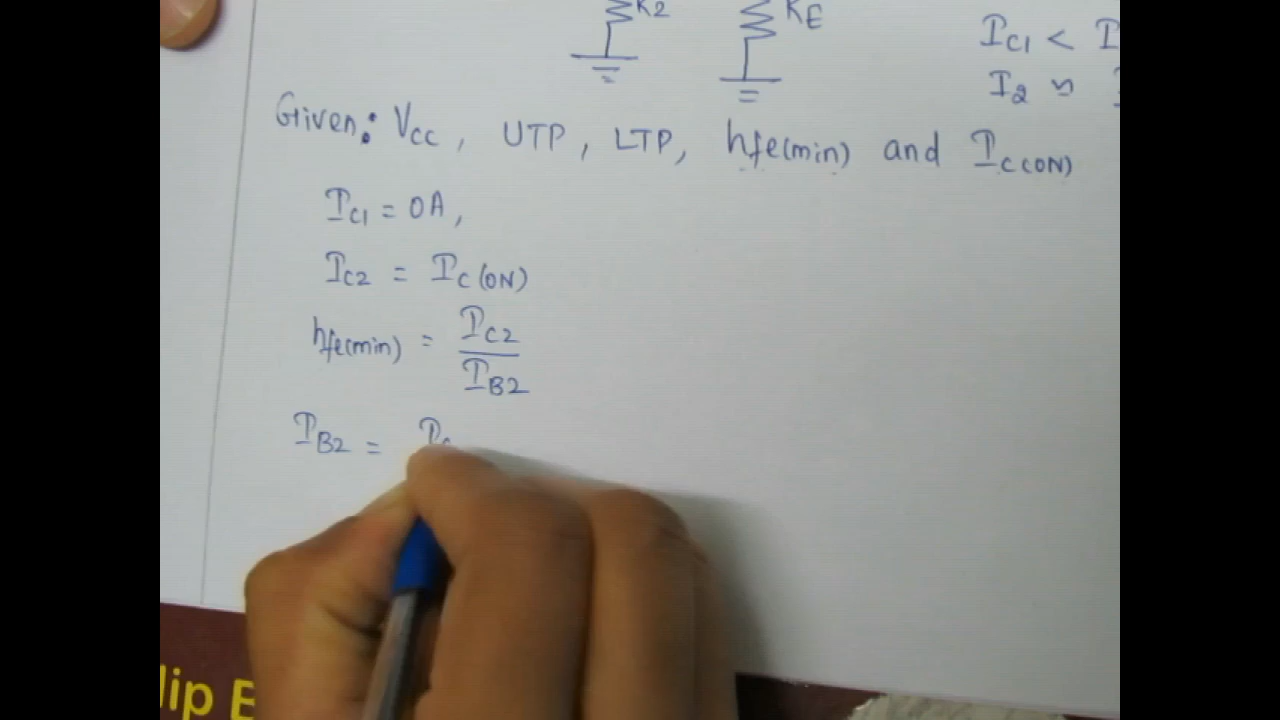 R2 RE
IC1 < I
I2 ≈
Given: VCC, UTP, LTP, hfe(min) and IC(ON)
IC1 = 0A,
IC2 = IC(ON)
hfe(min) = IC2
IB2
IB2 = IC
lip E